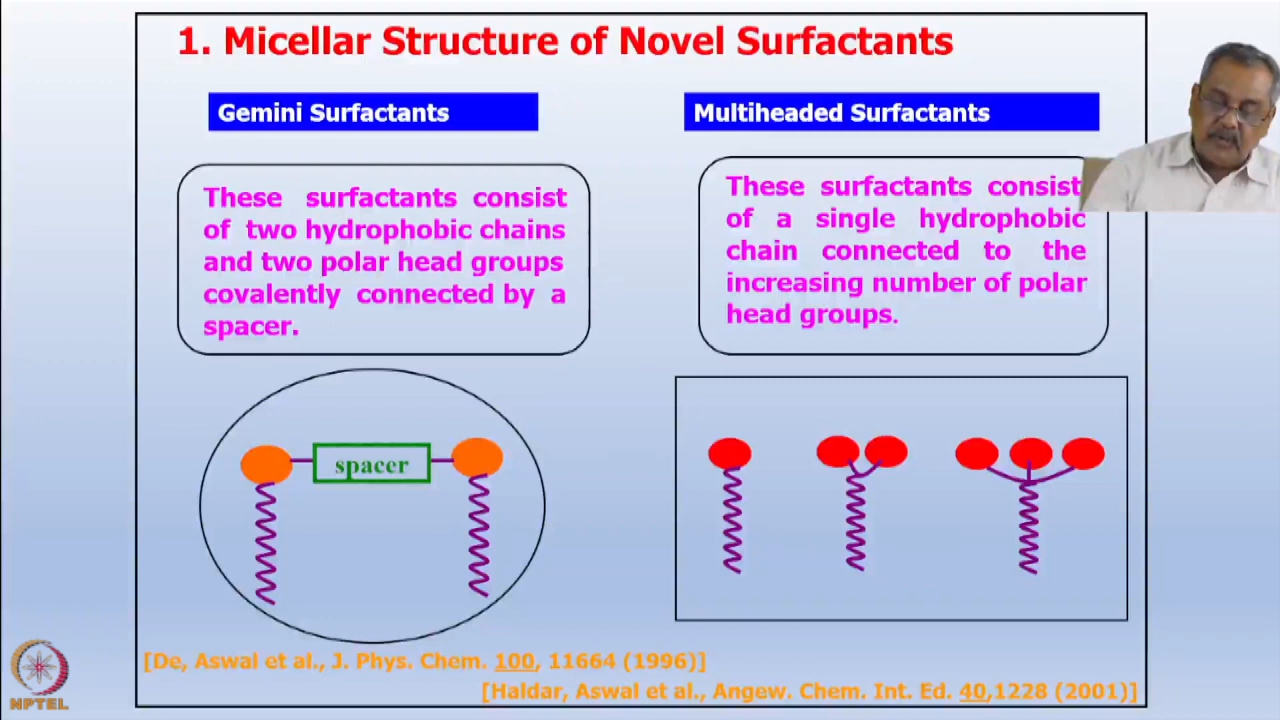 1. Micellar Structure of Novel Surfactants
Gemini Surfactants
These surfactants consist
of two hydrophobic chains
and two polar head groups
covalently connected by a
spacer.
spacer
Multiheaded Surfactants
These surfactants consist
of a single hydrophobic
chain connected to the
increasing number of polar
head groups.
[De, Aswal et al., J. Phys. Chem. 100, 11664 (1996)]
[Haldar, Aswal et al., Angew. Chem. Int. Ed. 40,1228 (2001)]
NPTEL